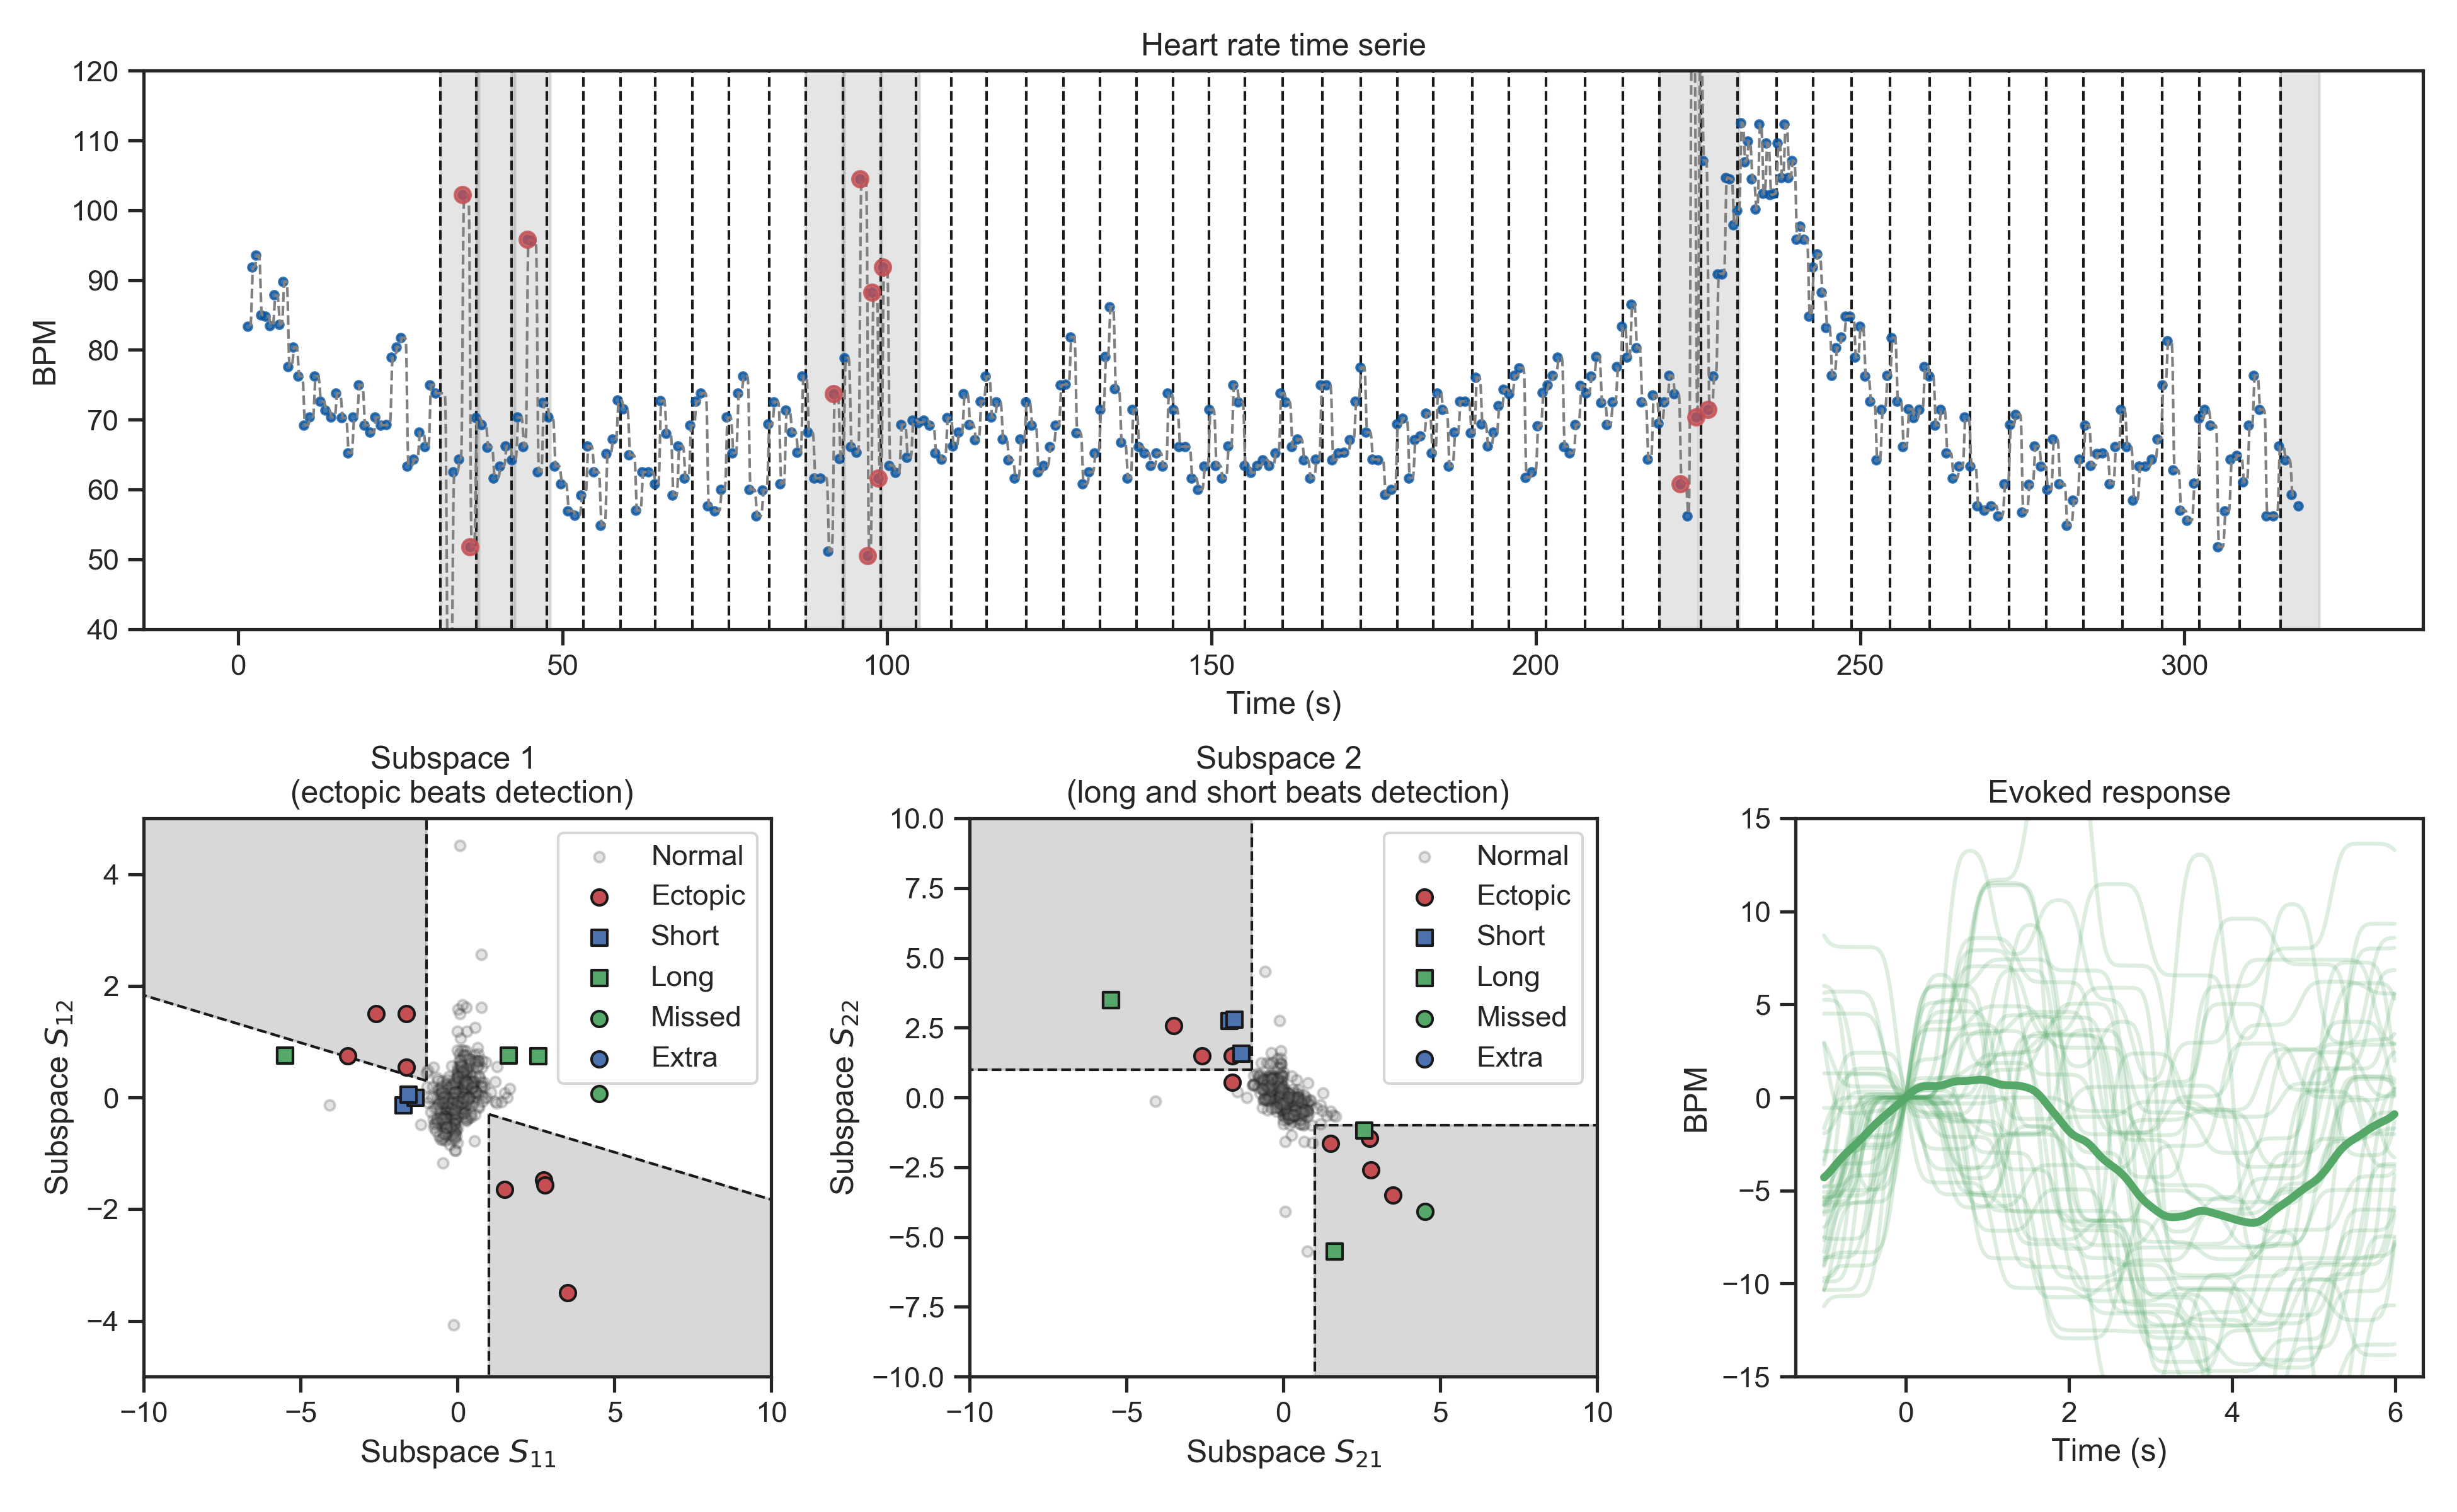 Heart rate time serie
120
110
100
90
80
70
60
50
40
BPM
0 50 100 150 200 250 300
Time (s)
Subspace 1
(ectopic beats detection)
4
2
0
−2
−4
Subspace S12
Normal
Ectopic
Short
Long
Missed
Extra
−10 −5 0 5 10
Subspace S11
Subspace 2
(long and short beats detection)
10.0
7.5
5.0
2.5
0.0
−2.5
−5.0
−7.5
−10.0
Subspace S22
Normal
Ectopic
Short
Long
Missed
Extra
−10 −5 0 5 10
Subspace S21
Evoked response
15
10
5
0
−5
−10
−15
BPM
0 2 4 6
Time (s)